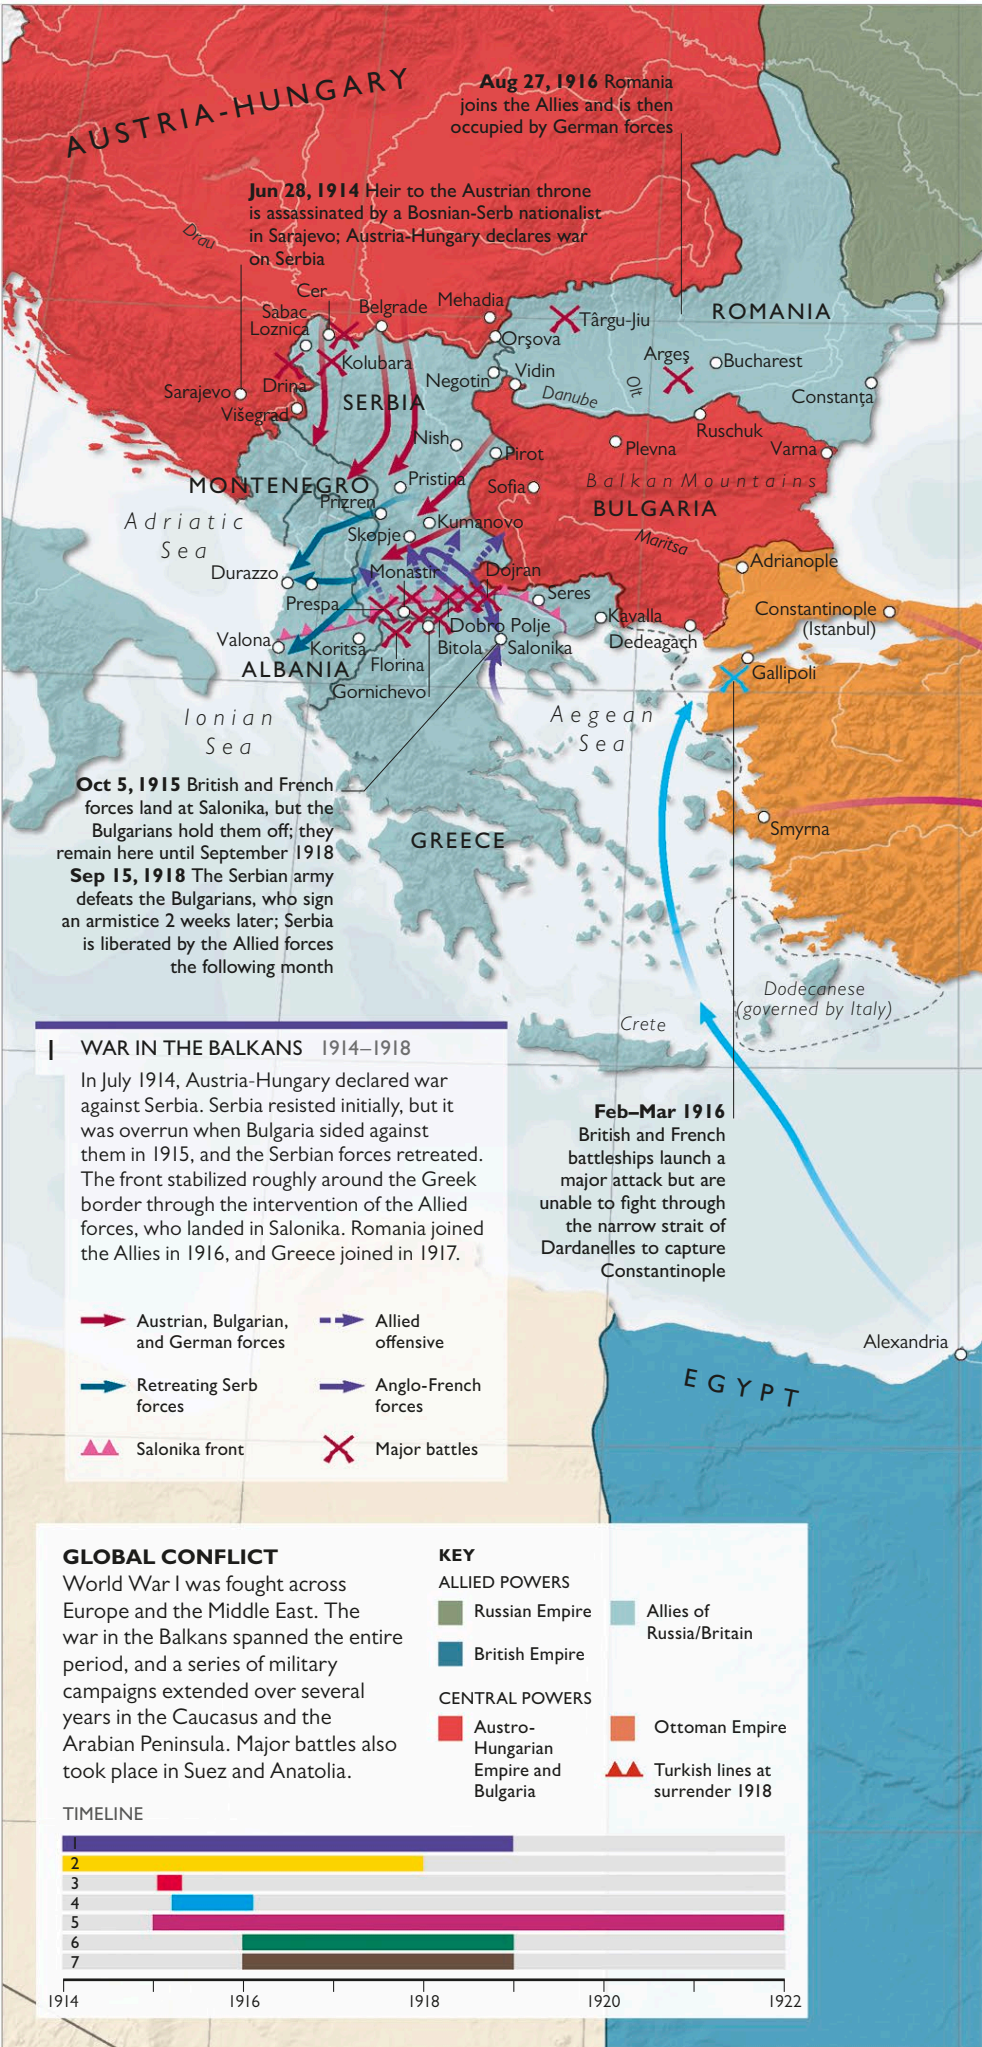 AUSTRIA-HUNGARY
Aug 27, 1916 Romania
joins the Allies and is then
occupied by German forces
Jun 28, 1914 Heir to the Austrian throne
is assassinated by a Bosnian-Serb nationalist
in Sarajevo; Austria-Hungary declares war
on Serbia
Drau
Cer
Sabac
Loznica
Belgrade
Mehadia
ROMANIA
Târgu-Jiu
Orşova
Kolubara
Argeş
Bucharest
Drina
Sarajevo
Negotin
Vidin
Olt
Danube
Constanţa
Višegrad
SERBIA
Ruschuk
Nish
Pirot
Plevna
Varna
MONTENEGRO
Pristina
Sofia
Balkan Mountains
Prizren
BULGARIA
Adriatic
Sea
Kumanovo
Skopje
Maritsa
Durazzo
Monastir
Dojran
Adrianople
Prespa
Seres
Kavalla
Constantinople
(Istanbul)
Dobro Polje
Dedeagach
Valona
Koritsa
Bitola
Salonika
ALBANIA
Florina
Gallipoli
Gornichevo
Ionian
Sea
Aegean
Sea
Oct 5, 1915 British and French
forces land at Salonika, but the
Bulgarians hold them off; they
remain here until September 1918
Sep 15, 1918 The Serbian army
defeats the Bulgarians, who sign
an armistice 2 weeks later; Serbia
is liberated by the Allied forces
the following month
GREECE
Smyrna
Dodecanese
(governed by Italy)
Crete
1 WAR IN THE BALKANS 1914–1918
In July 1914, Austria-Hungary declared war
against Serbia. Serbia resisted initially, but it
was overrun when Bulgaria sided against
them in 1915, and the Serbian forces retreated.
The front stabilized roughly around the Greek
border through the intervention of the Allied
forces, who landed in Salonika. Romania joined
the Allies in 1916, and Greece joined in 1917.
Austrian, Bulgarian,
and German forces
Allied
offensive
Retreating Serb
forces
Anglo-French
forces
Salonika front
Major battles
Feb–Mar 1916
British and French
battleships launch a
major attack but are
unable to fight through
the narrow strait of
Dardanelles to capture
Constantinople
Alexandria
EGYPT
GLOBAL CONFLICT
World War I was fought across
Europe and the Middle East. The
war in the Balkans spanned the entire
period, and a series of military
campaigns extended over several
years in the Caucasus and the
Arabian Peninsula. Major battles also
took place in Suez and Anatolia.
KEY
ALLIED POWERS
Russian Empire
Allies of
Russia/Britain
British Empire
CENTRAL POWERS
Austro-
Hungarian
Empire and
Bulgaria
Ottoman Empire
Turkish lines at
surrender 1918
TIMELINE
1
2
3
4
5
6
7
1914 1916 1918 1920 1922